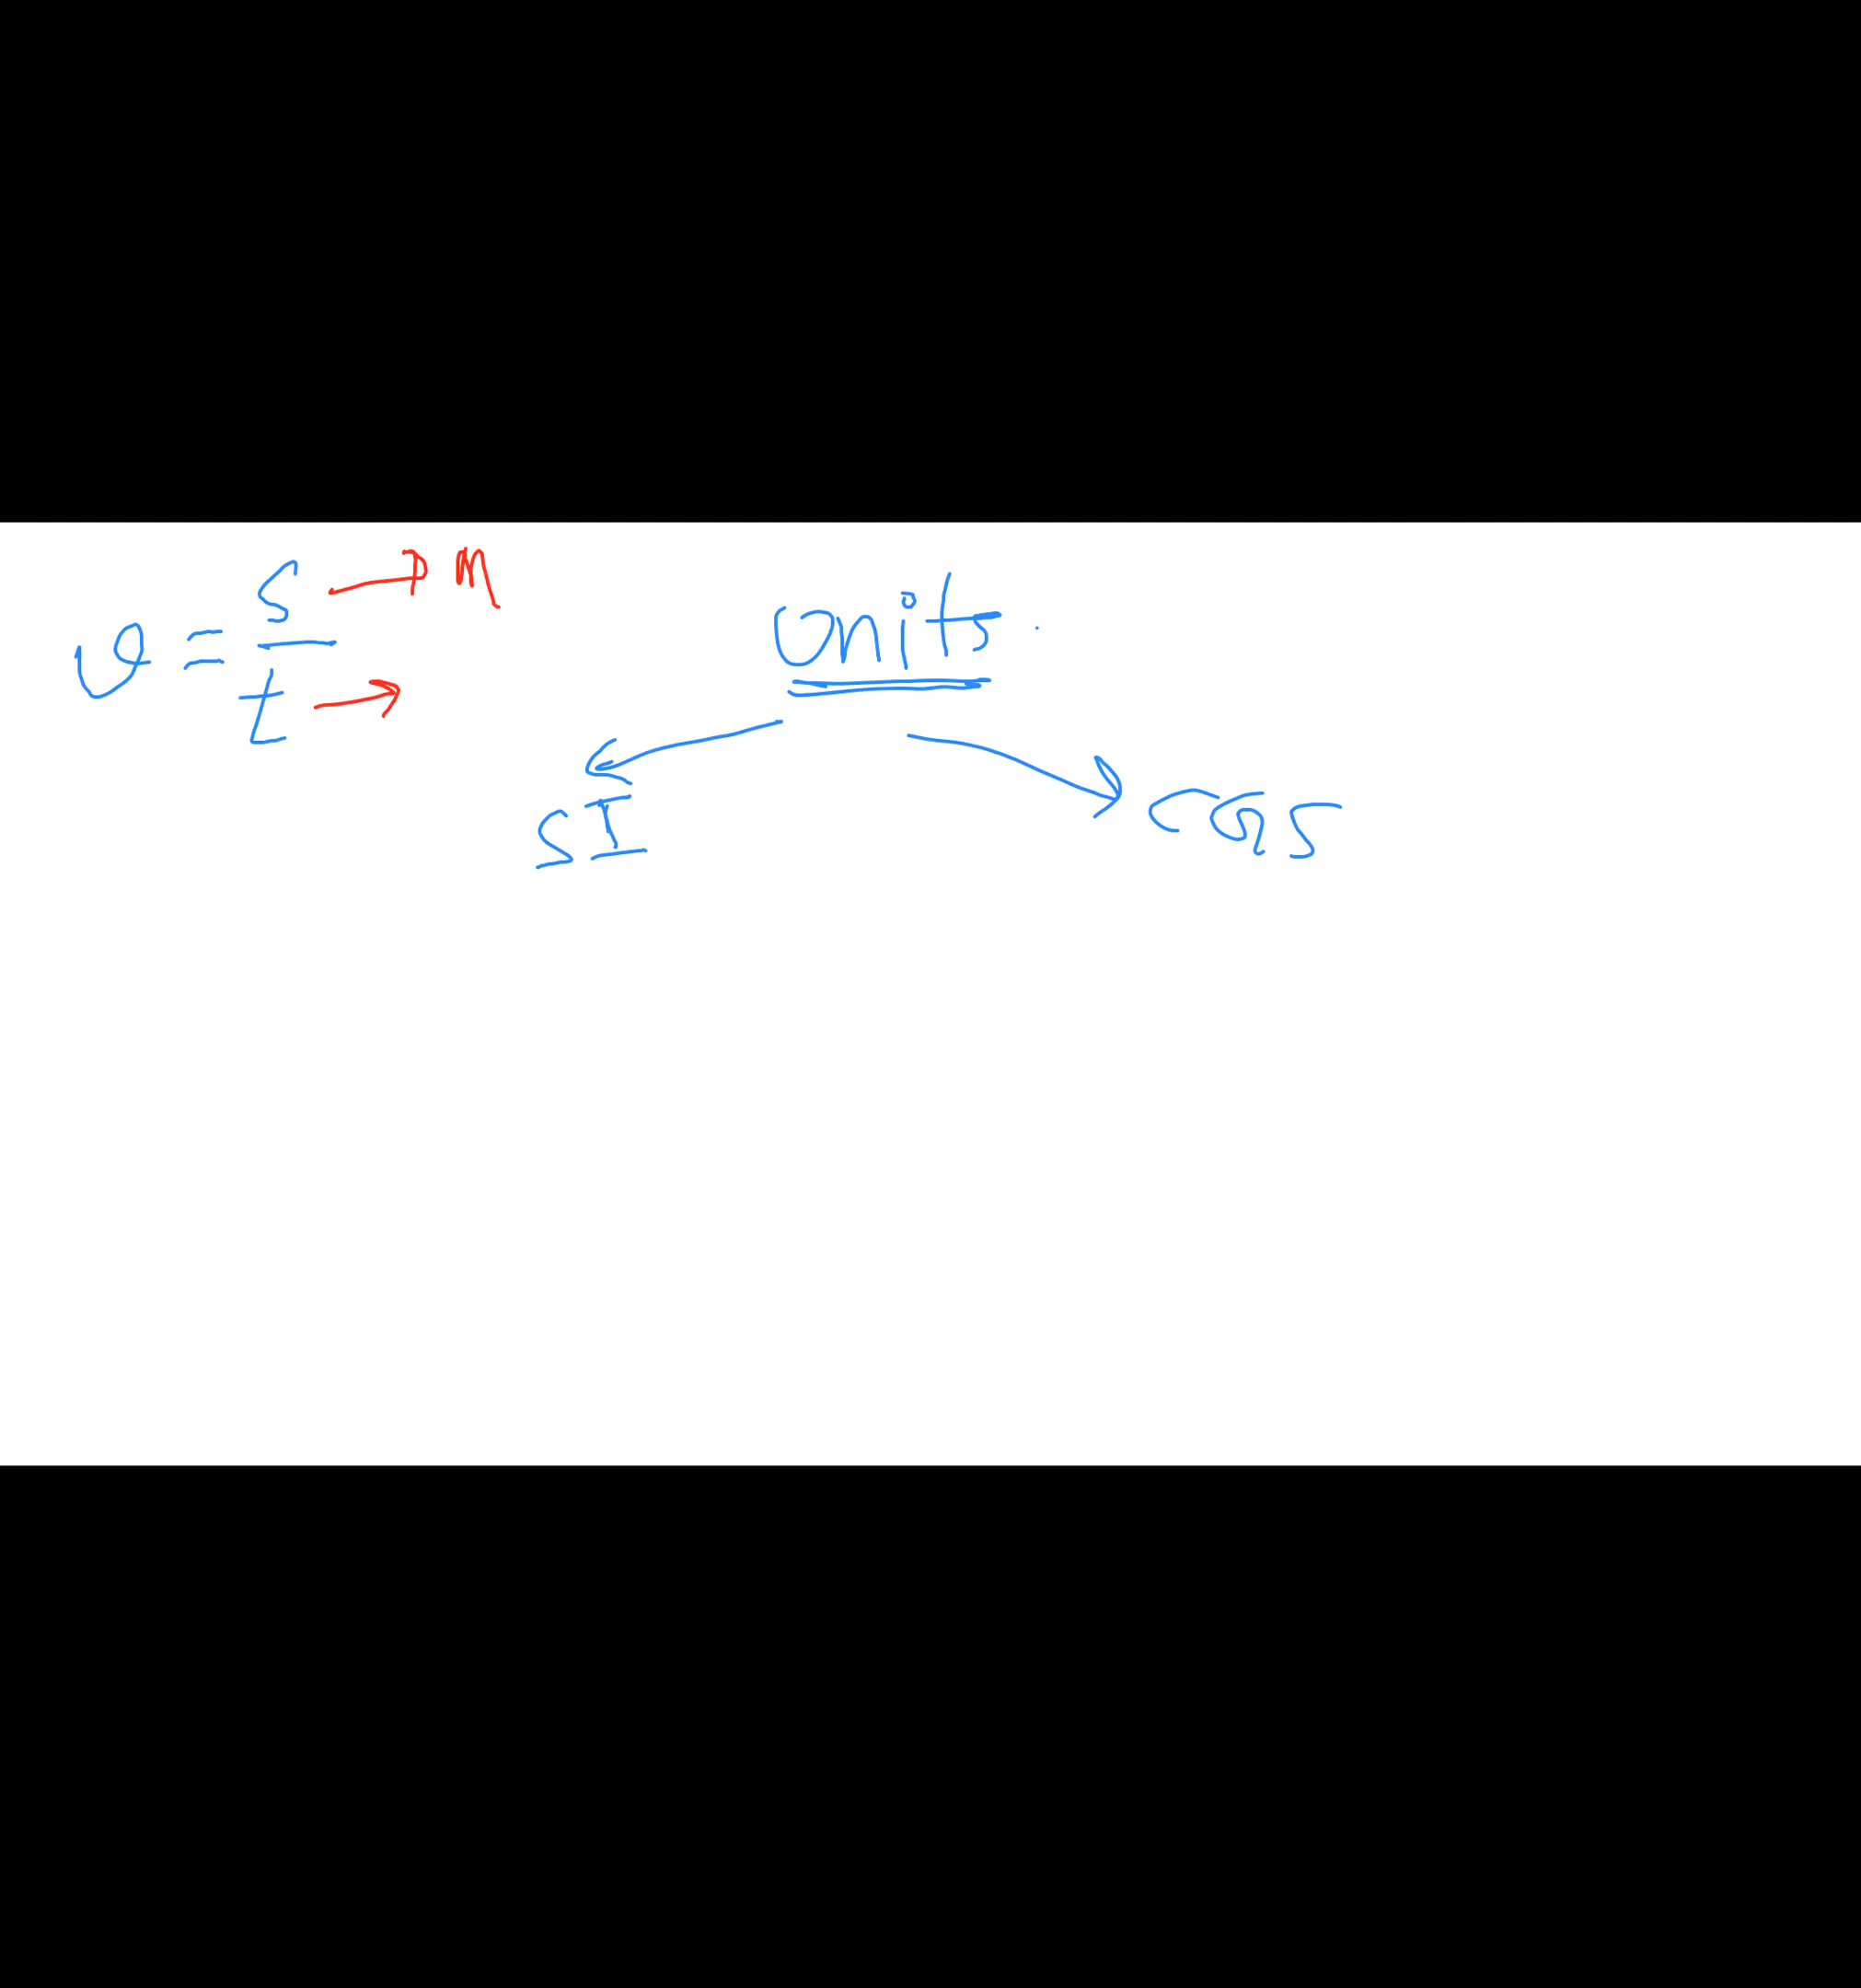 v = s/t → m
Units
SI
CGS